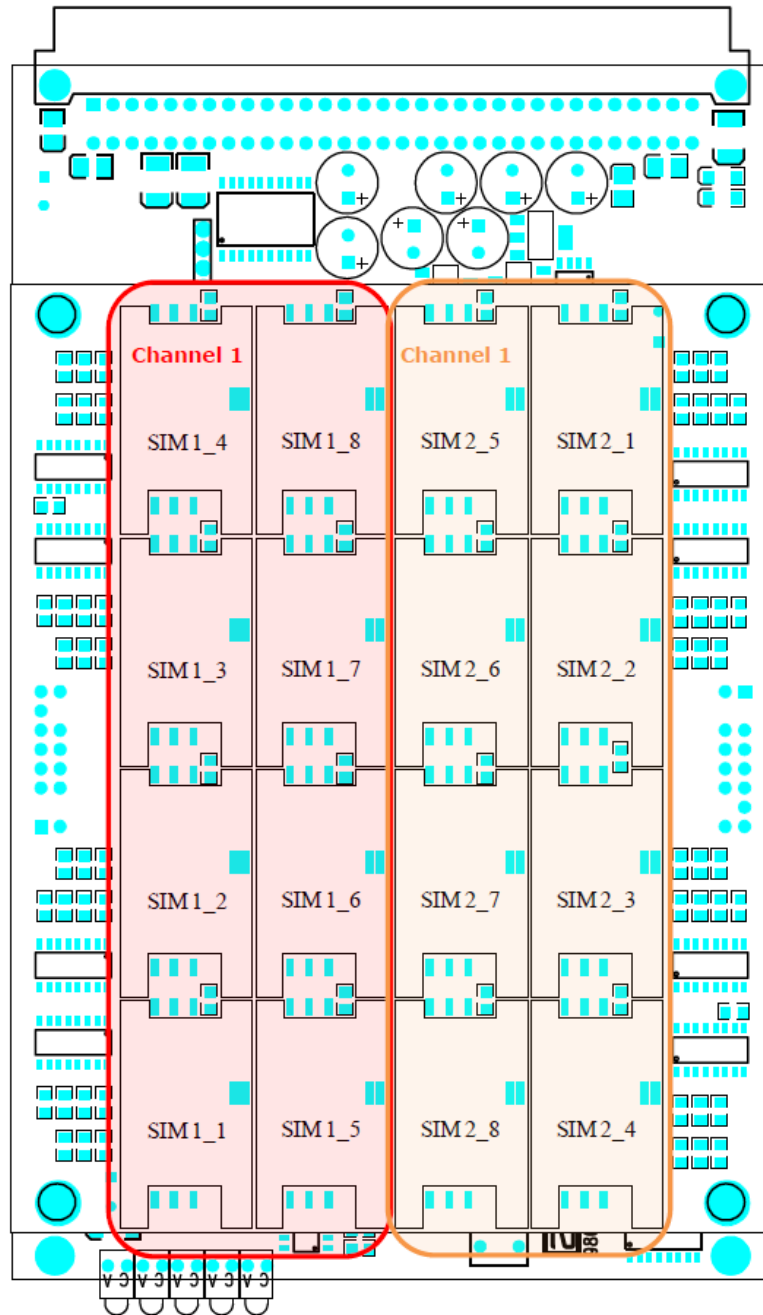 Channel 1 Channel 1
SIM1_4 SIM1_8 SIM2_5 SIM2_1
SIM1_3 SIM1_7 SIM2_6 SIM2_2
SIM1_2 SIM1_6 SIM2_7 SIM2_3
SIM1_1 SIM1_5 SIM2_8 SIM2_4
A C A C A C A C A C